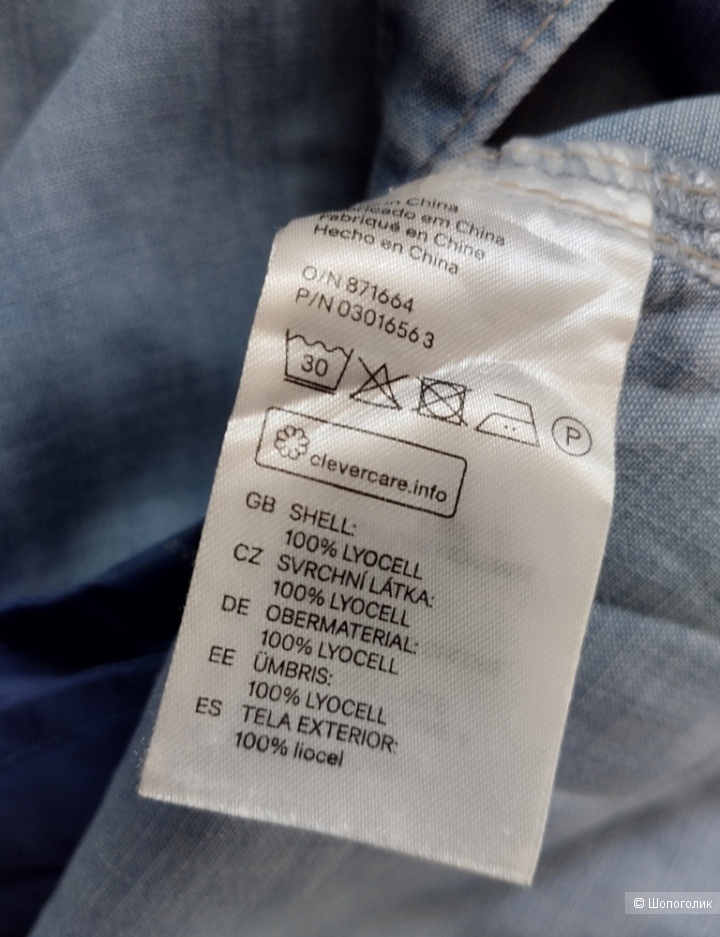 in China
Fabricado em China
Fabriqué en Chine
Hecho en China
O/N 871664
P/N 03016563
30
P
clevercare.info
GB SHELL:
100% LYOCELL
CZ SVRCHNÍ LÁTKA:
100% LYOCELL
DE OBERMATERIAL:
100% LYOCELL
EE ÜMBRIS:
100% LYOCELL
ES TELA EXTERIOR:
100% liocel
© Шопоголик